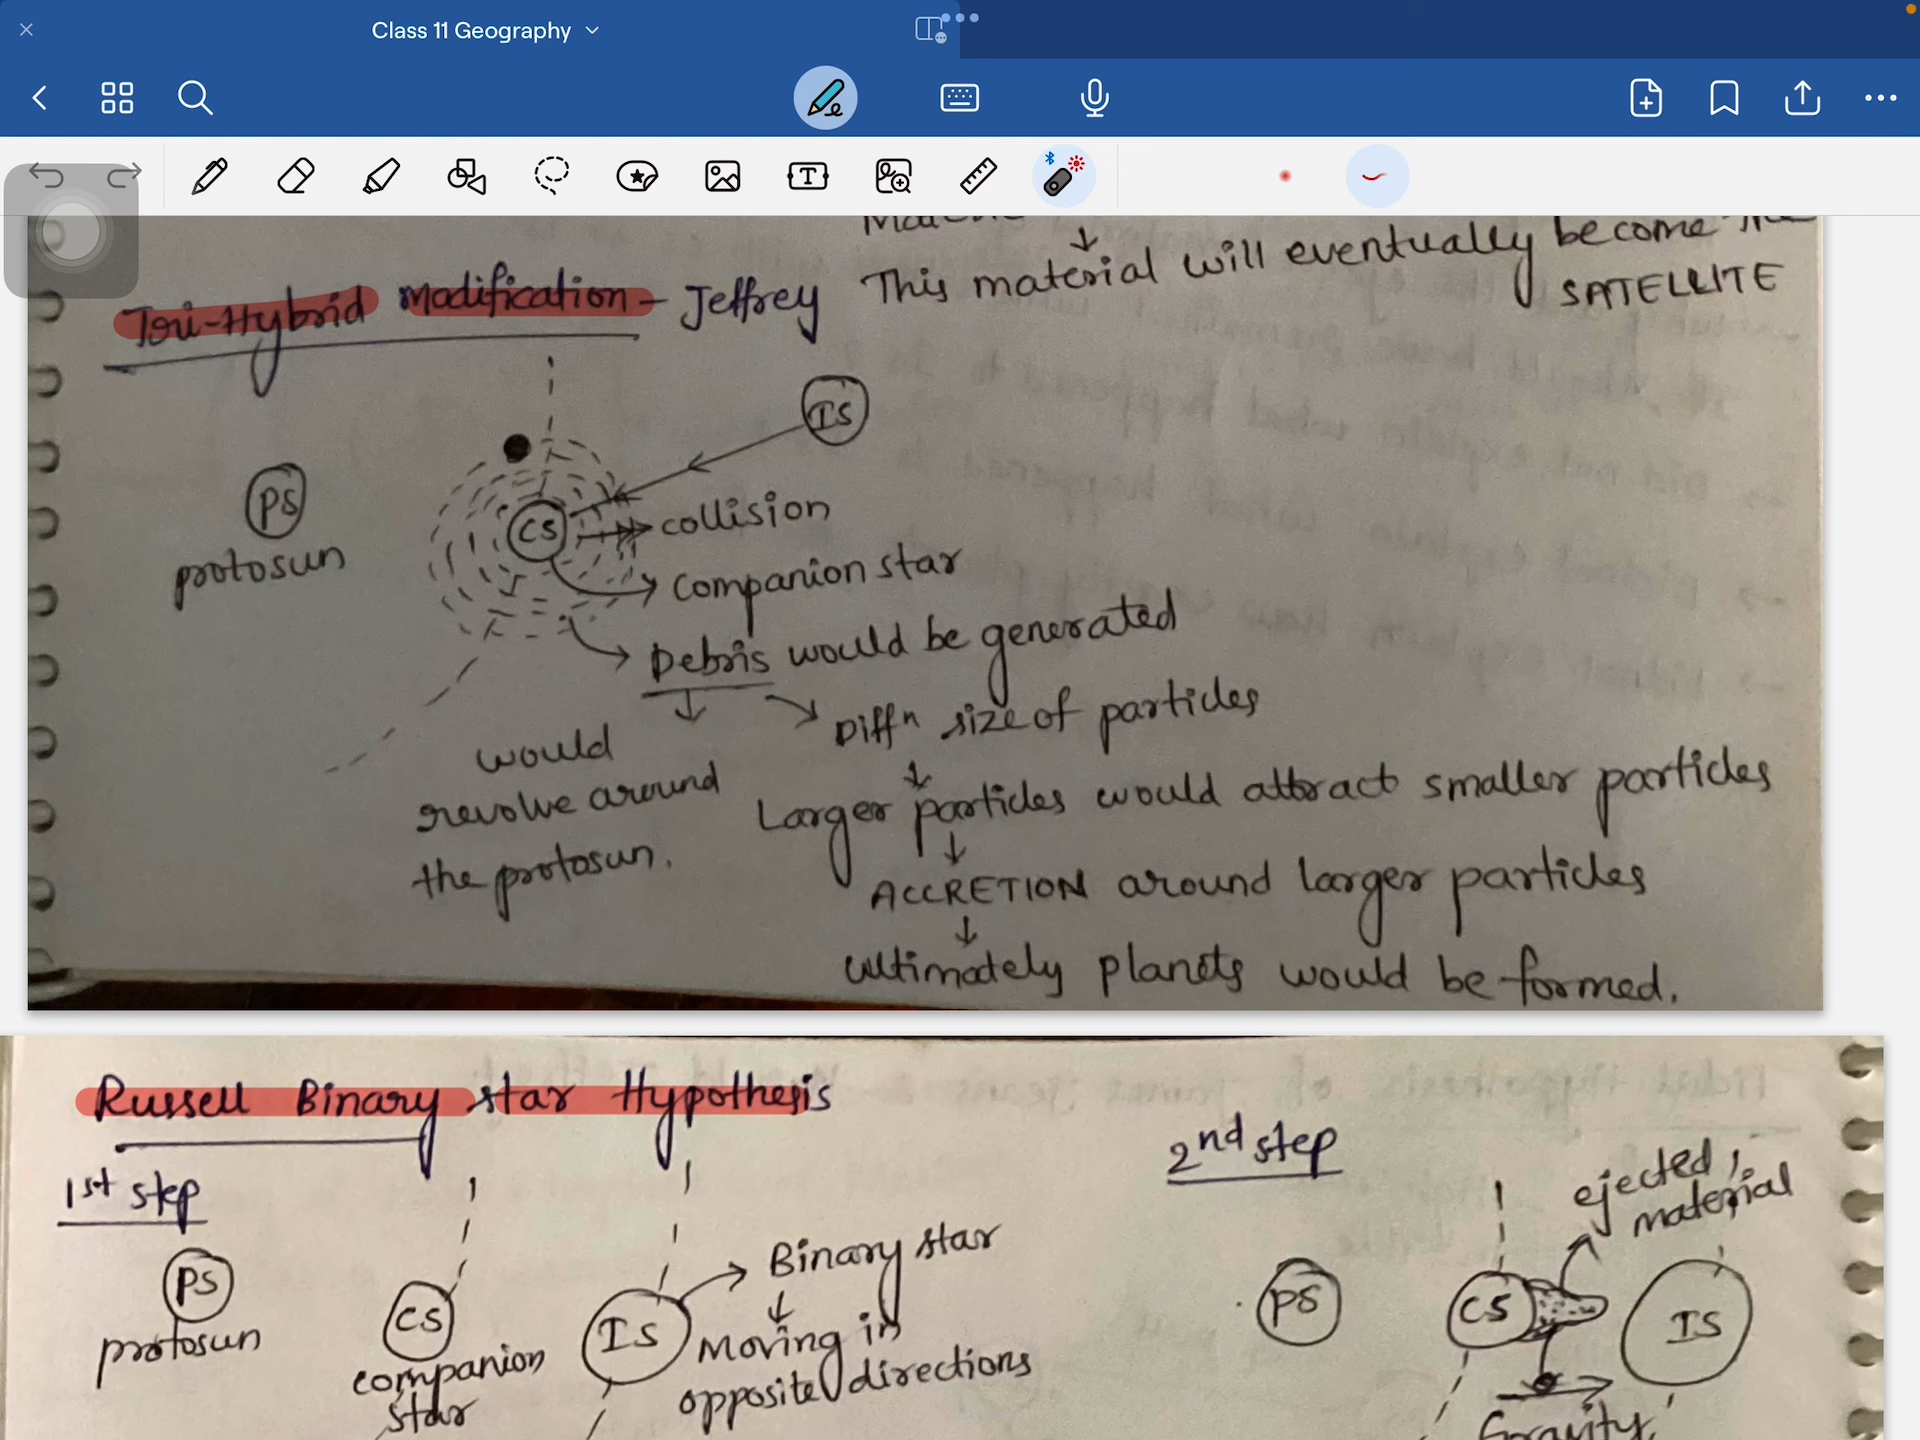 Class 11 Geography
This material will eventually become the
SATELLITE
Tri-Hybrid Modification - Jeffrey
IS
PS
protosun
CS
collision
companion star
Debris would be generated
Diffn size of particles
would
revolve around
the protosun.
Larger particles would attract smaller particles
ACCRETION around larger particles
ultimately planets would be formed.
Russell Binary star Hypothesis
1st step
PS
protosun
CS
companion
star
IS
Binary star
Moving in
opposite directions
2nd step
ejected
material
PS
CS
IS
Gravity